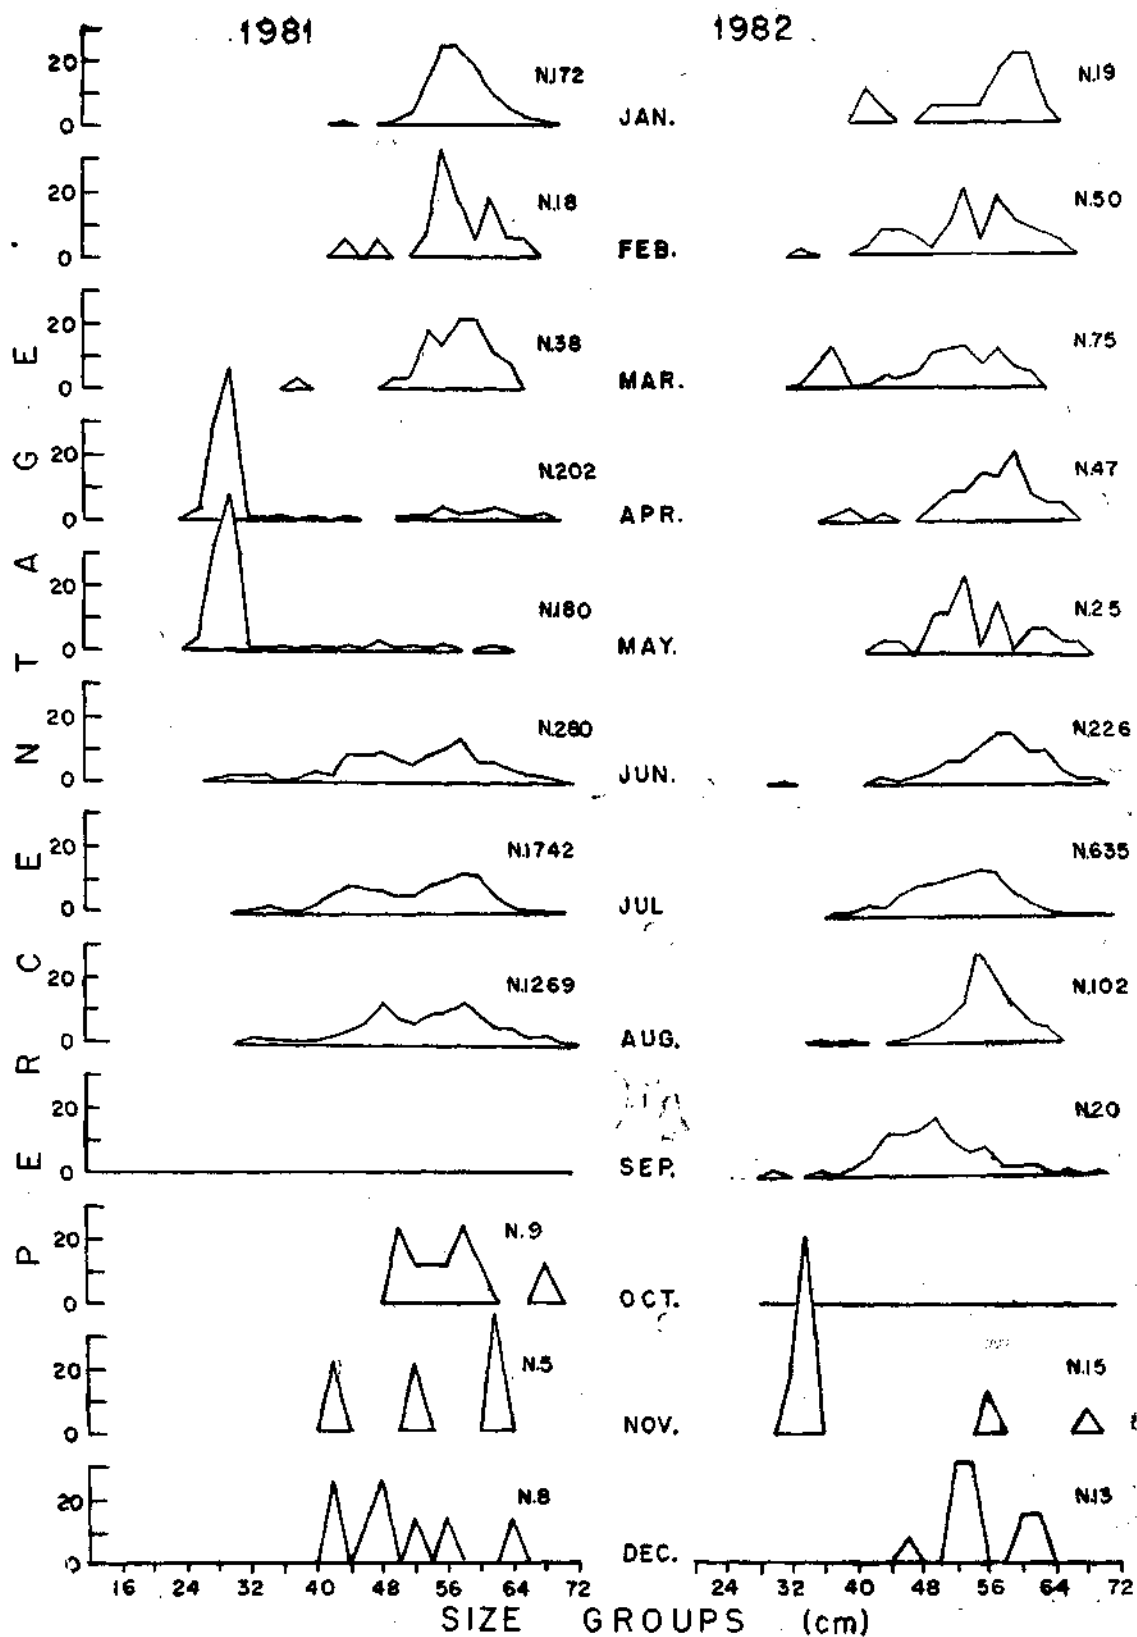 1981 1982
20 N.172 N.19
0 JAN.
20 N.18 N.50
0 FEB.
20 N.38 N.75
0 MAR.
20 N.202 N.47
0 APR.
20 N.180 N.25
0 MAY.
20 N.280 N.226
0 JUN.
20 N.1742 N.635
0 JUL
20 N.1269 N.102
0 AUG.
20 N.20
0 SEP.
20 N.9
0 OCT.
20 N.5 N.15
0 NOV.
20 N.8 N.13
0 DEC.
16 24 32 40 48 56 64 72 24 32 40 48 56 64 72
SIZE GROUPS (cm)
PERCENTAGE